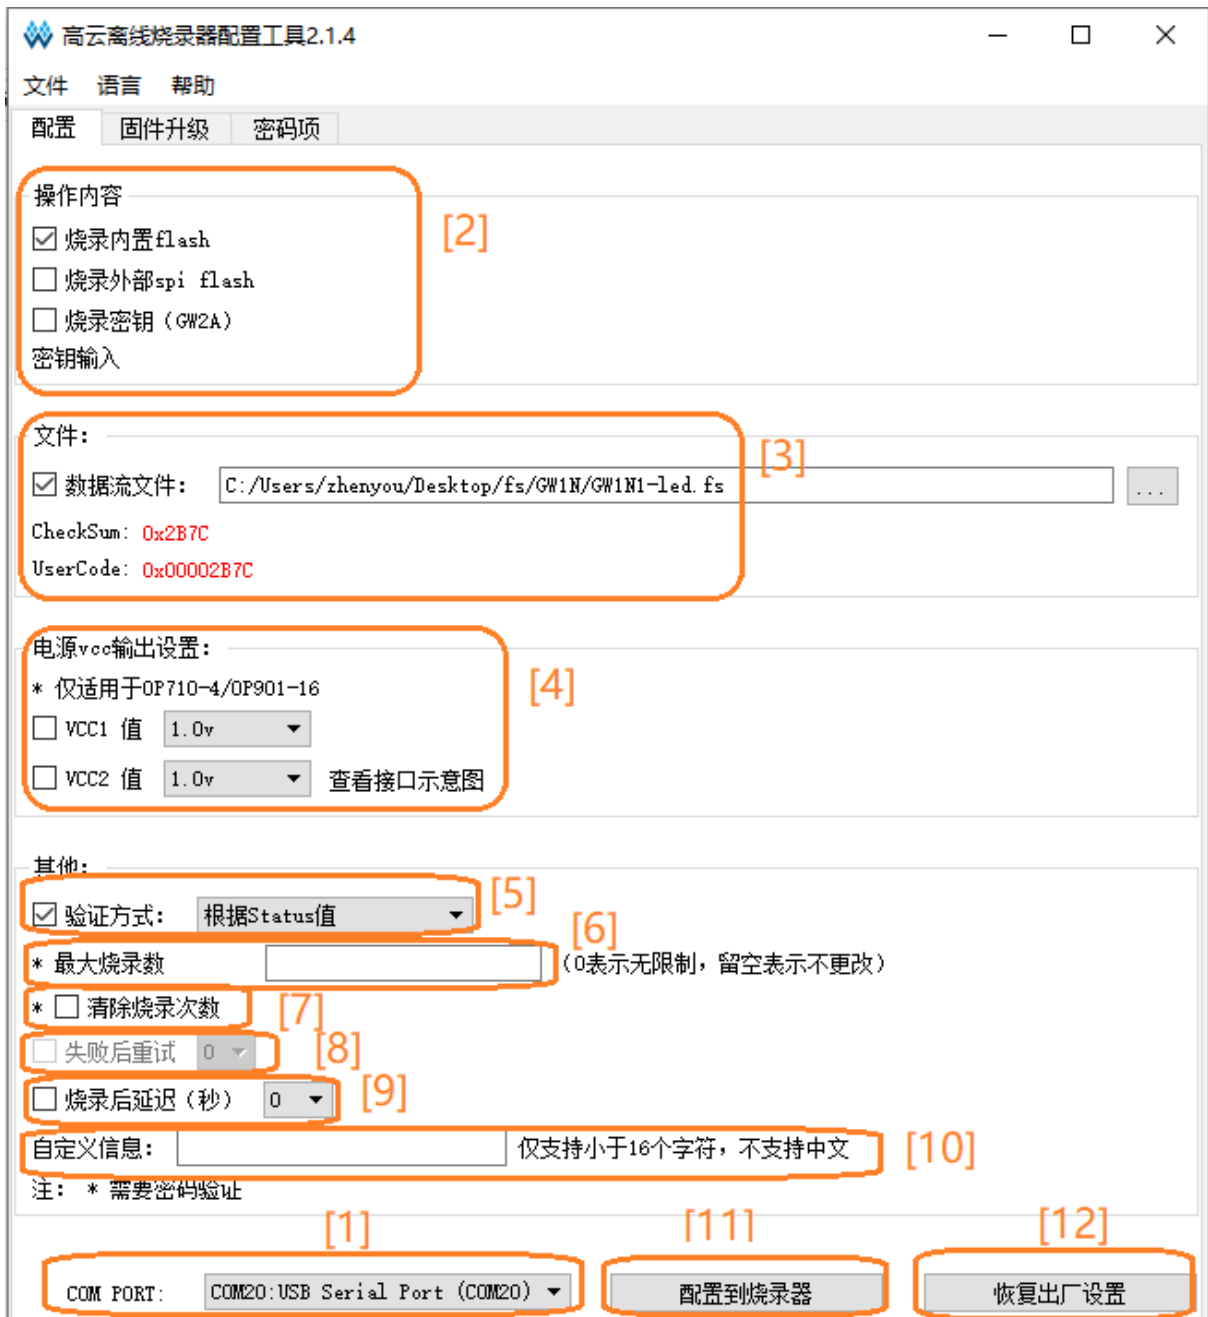 高云离线烧录器配置工具2.1.4
文件 语言 帮助
配置 固件升级 密码项
操作内容
[2]
烧录内置flash
烧录外部spi flash
烧录密钥（GW2A）
密钥输入
文件：
[3]
数据流文件： C:/Users/zhenyou/Desktop/fs/GW1N/GW1N1-led.fs ...
CheckSum: 0x2B7C
UserCode: 0x00002B7C
电源vcc输出设置：
[4]
* 仅适用于OP710-4/OP901-16
VCC1 值 1.0v
VCC2 值 1.0v 查看接口示意图
其他:
[5]
验证方式： 根据Status值
[6]
* 最大烧录数 （0表示无限制，留空表示不更改）
* 清除烧录次数 [7]
失败后重试 0 [8]
烧录后延迟（秒） 0 [9]
自定义信息： 仅支持小于16个字符，不支持中文 [10]
注： * 需要密码验证
[1] [11] [12]
COM PORT: COM20:USB Serial Port (COM20) 配置到烧录器 恢复出厂设置